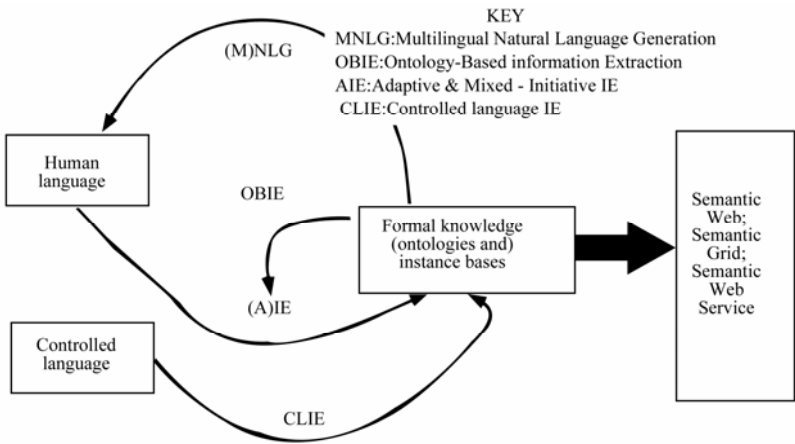 KEY
MNLG:Multilingual Natural Language Generation
OBIE:Ontology-Based information Extraction
AIE:Adaptive & Mixed - Initiative IE
CLIE:Controlled language IE
(M)NLG
Human
language
OBIE
Formal knowledge
(ontologies and)
instance bases
Semantic
Web;
Semantic
Grid;
Semantic
Web
Service
(A)IE
Controlled
language
CLIE